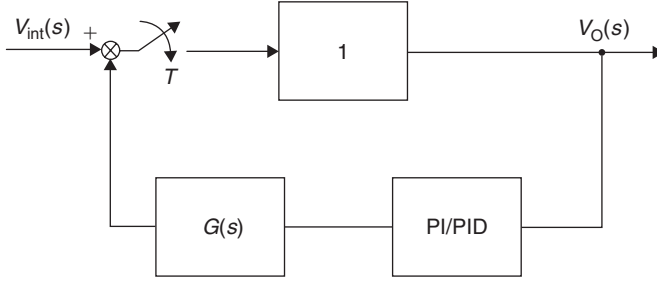 V_int(s)
+
T
1
V_O(s)
G(s)
PI/PID